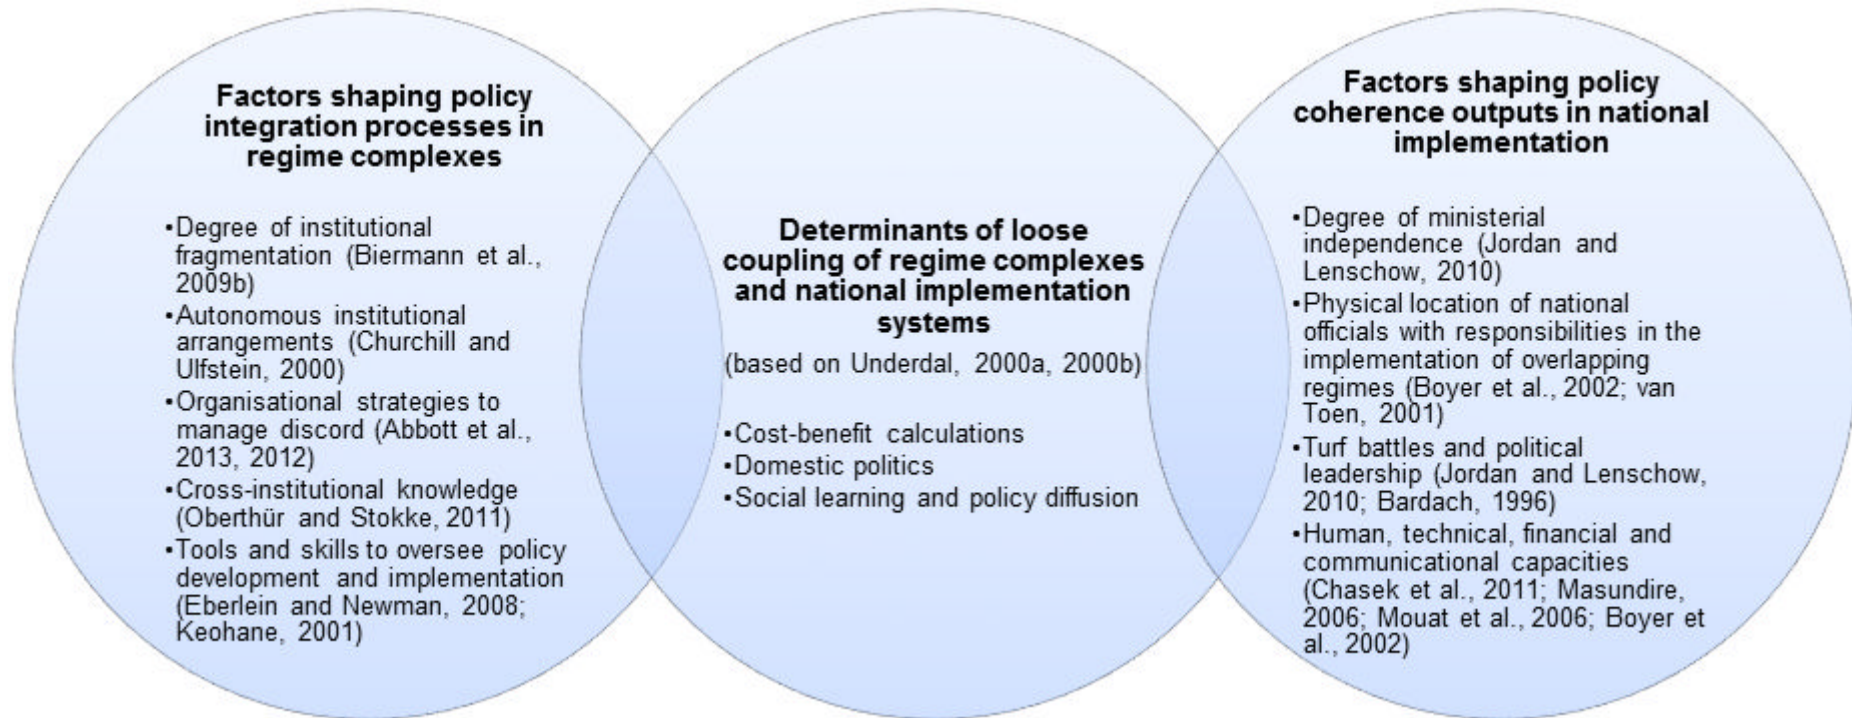 Factors shaping policy
integration processes in
regime complexes
•Degree of institutional
fragmentation (Biermann et al.,
2009b)
•Autonomous institutional
arrangements (Churchill and
Ulfstein, 2000)
•Organisational strategies to
manage discord (Abbott et al.,
2013, 2012)
•Cross-institutional knowledge
(Oberthür and Stokke, 2011)
•Tools and skills to oversee policy
development and implementation
(Eberlein and Newman, 2008;
Keohane, 2001)
Determinants of loose
coupling of regime complexes
and national implementation
systems
(based on Underdal, 2000a, 2000b)
•Cost-benefit calculations
•Domestic politics
•Social learning and policy diffusion
Factors shaping policy
coherence outputs in national
implementation
•Degree of ministerial
independence (Jordan and
Lenschow, 2010)
•Physical location of national
officials with responsibilities in the
implementation of overlapping
regimes (Boyer et al., 2002; van
Toen, 2001)
•Turf battles and political
leadership (Jordan and Lenschow,
2010; Bardach, 1996)
•Human, technical, financial and
communicational capacities
(Chasek et al., 2011; Masundire,
2006; Mouat et al., 2006; Boyer et
al., 2002)